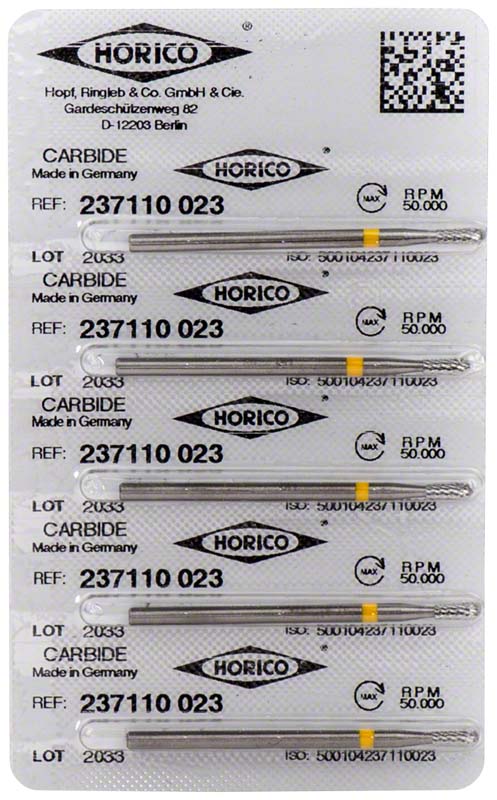 HORICO ®
Hopf, Ringleb & Co. GmbH & Cie.
Gardeschützenweg 82
D-12203 Berlin
CARBIDE HORICO ®
Made in Germany
REF: 237110 023 MAX RPM 50.000
LOT 2033 ISO: 500104237110023
CARBIDE HORICO ®
Made in Germany
REF: 237110 023 MAX RPM 50.000
LOT 2033 ISO: 500104237110023
CARBIDE HORICO ®
Made in Germany
REF: 237110 023 MAX RPM 50.000
LOT 2033 ISO: 500104237110023
CARBIDE HORICO ®
Made in Germany
REF: 237110 023 MAX RPM 50.000
LOT 2033 ISO: 500104237110023
CARBIDE HORICO ®
Made in Germany
REF: 237110 023 MAX RPM 50.000
LOT 2033 ISO: 500104237110023